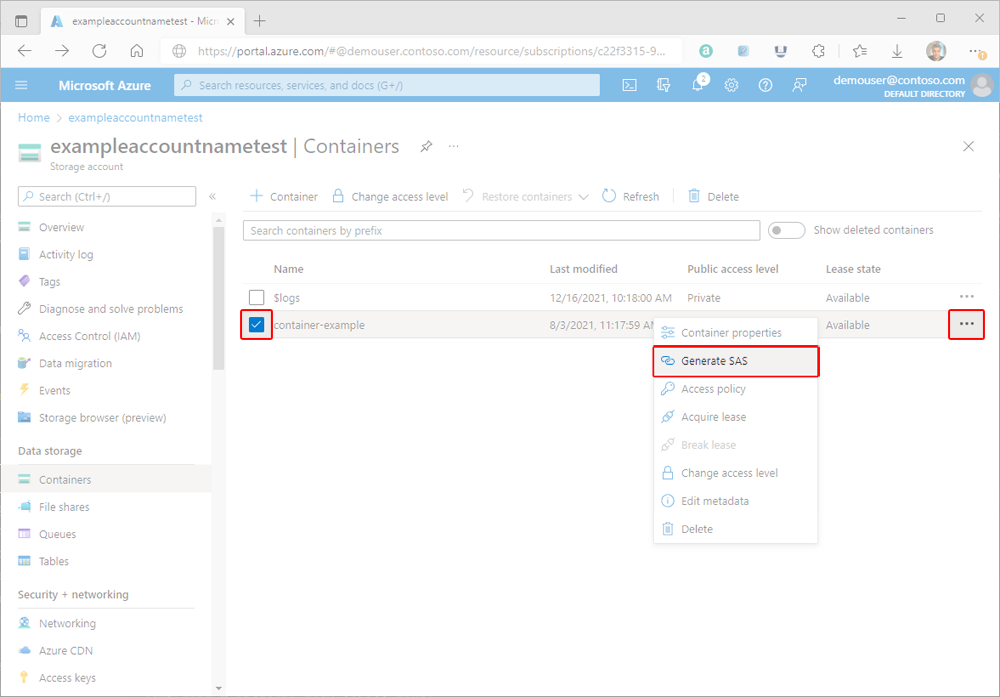 exampleaccountnametest - Micr
https://portal.azure.com/#@demouser.contoso.com/resource/subscriptions/c22f3315-9...
Microsoft Azure
Search resources, services, and docs (G+/)
2
demouser@contoso.com
DEFAULT DIRECTORY
Home > exampleaccountnametest
exampleaccountnametest | Containers
Storage account
Search (Ctrl+/)
Container
Change access level
Restore containers
Refresh
Delete
Search containers by prefix
Show deleted containers
Overview
Activity log
Tags
Diagnose and solve problems
Access Control (IAM)
Data migration
Events
Storage browser (preview)
Data storage
Containers
File shares
Queues
Tables
Security + networking
Networking
Azure CDN
Access keys
Name Last modified Public access level Lease state
$logs 12/16/2021, 10:18:00 AM Private Available
container-example 8/3/2021, 11:17:59 AM Available
Container properties
Generate SAS
Access policy
Acquire lease
Break lease
Change access level
Edit metadata
Delete